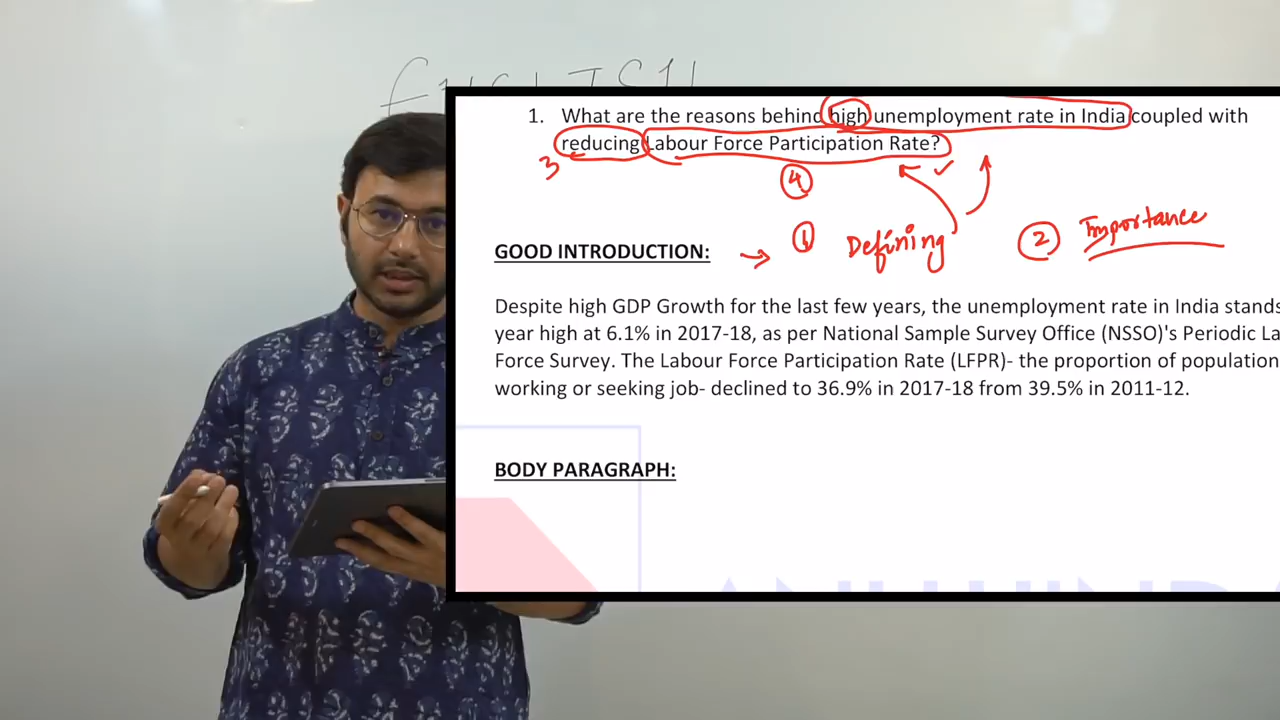 ENGLISH
1. What are the reasons behind high unemployment rate in India coupled with
reducing Labour Force Participation Rate?
3
4
GOOD INTRODUCTION:
1 Defining
2 Importance
Despite high GDP Growth for the last few years, the unemployment rate in India stands
year high at 6.1% in 2017-18, as per National Sample Survey Office (NSSO)'s Periodic La
Force Survey. The Labour Force Participation Rate (LFPR)- the proportion of population
working or seeking job- declined to 36.9% in 2017-18 from 39.5% in 2011-12.
BODY PARAGRAPH: